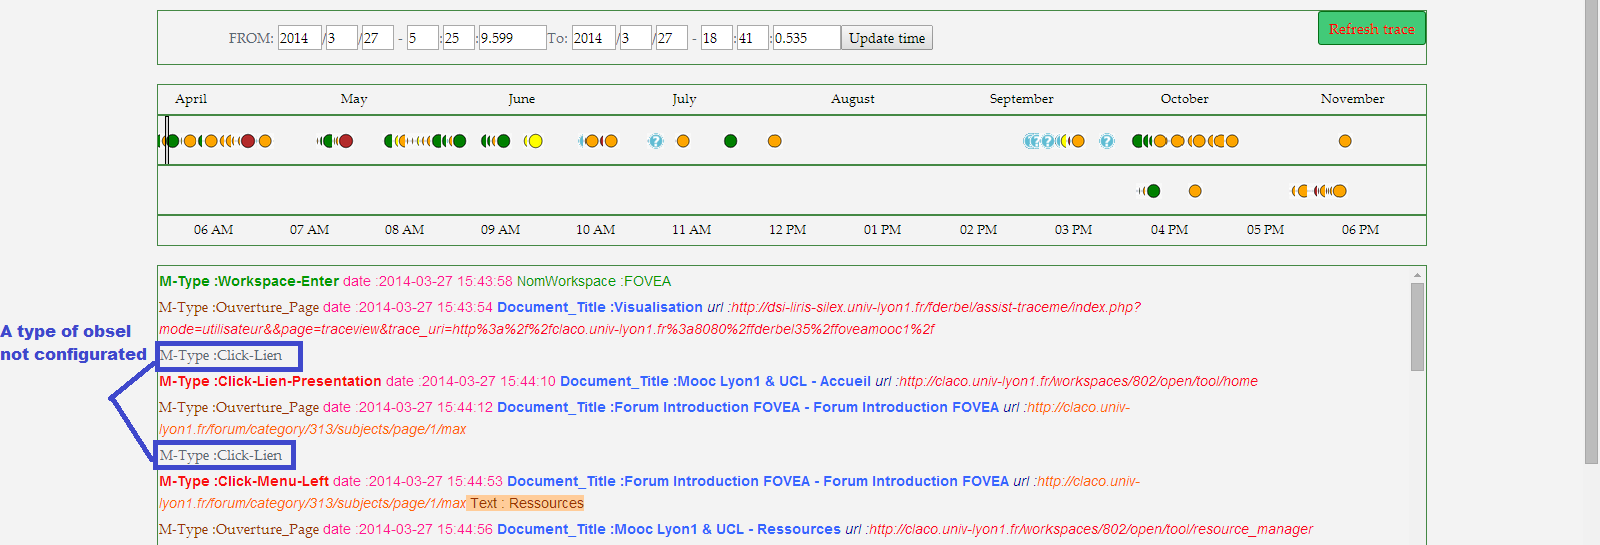 FROM: 2014 /3 /27 - 5 :25 :9.599 To: 2014 /3 /27 - 18 :41 :0.535 Update time
Refresh trace
April May June July August September October November
? ? ? ? ?
06 AM 07 AM 08 AM 09 AM 10 AM 11 AM 12 PM 01 PM 02 PM 03 PM 04 PM 05 PM 06 PM
M-Type :Workspace-Enter date :2014-03-27 15:43:58 NomWorkspace :FOVEA
M-Type :Ouverture_Page date :2014-03-27 15:43:54 Document_Title :Visualisation url :http://dsi-liris-silex.univ-lyon1.fr/fderbel/assist-traceme/index.php?
mode=utilisateur&&page=traceview&trace_uri=http%3a%2f%2fclaco.univ-lyon1.fr%3a8080%2ffderbel35%2ffoveamooc1%2f
A type of obsel
not configurated
M-Type :Click-Lien
M-Type :Click-Lien-Presentation date :2014-03-27 15:44:10 Document_Title :Mooc Lyon1 & UCL - Accueil url :http://claco.univ-lyon1.fr/workspaces/802/open/tool/home
M-Type :Ouverture_Page date :2014-03-27 15:44:12 Document_Title :Forum Introduction FOVEA - Forum Introduction FOVEA url :http://claco.univ-
lyon1.fr/forum/category/313/subjects/page/1/max
M-Type :Click-Lien
M-Type :Click-Menu-Left date :2014-03-27 15:44:53 Document_Title :Forum Introduction FOVEA - Forum Introduction FOVEA url :http://claco.univ-
lyon1.fr/forum/category/313/subjects/page/1/max Text : Ressources
M-Type :Ouverture_Page date :2014-03-27 15:44:56 Document_Title :Mooc Lyon1 & UCL - Ressources url :http://claco.univ-lyon1.fr/workspaces/802/open/tool/resource_manager